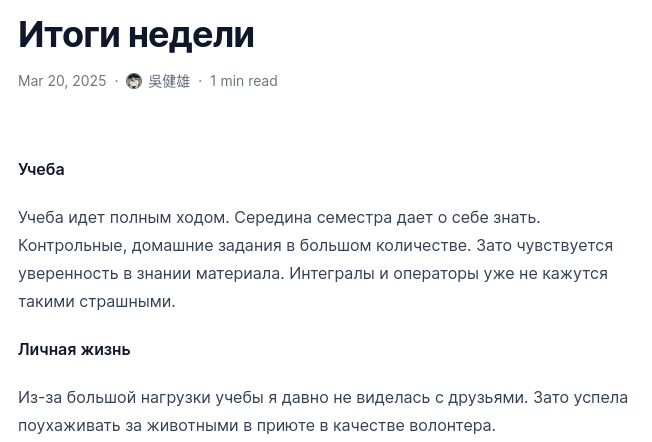 Итоги недели
Mar 20, 2025 · 吳健雄 · 1 min read
Учеба
Учеба идет полным ходом. Середина семестра дает о себе знать.
Контрольные, домашние задания в большом количестве. Зато чувствуется
уверенность в знании материала. Интегралы и операторы уже не кажутся
такими страшными.
Личная жизнь
Из-за большой нагрузки учебы я давно не виделась с друзьями. Зато успела
поухаживать за животными в приюте в качестве волонтера.